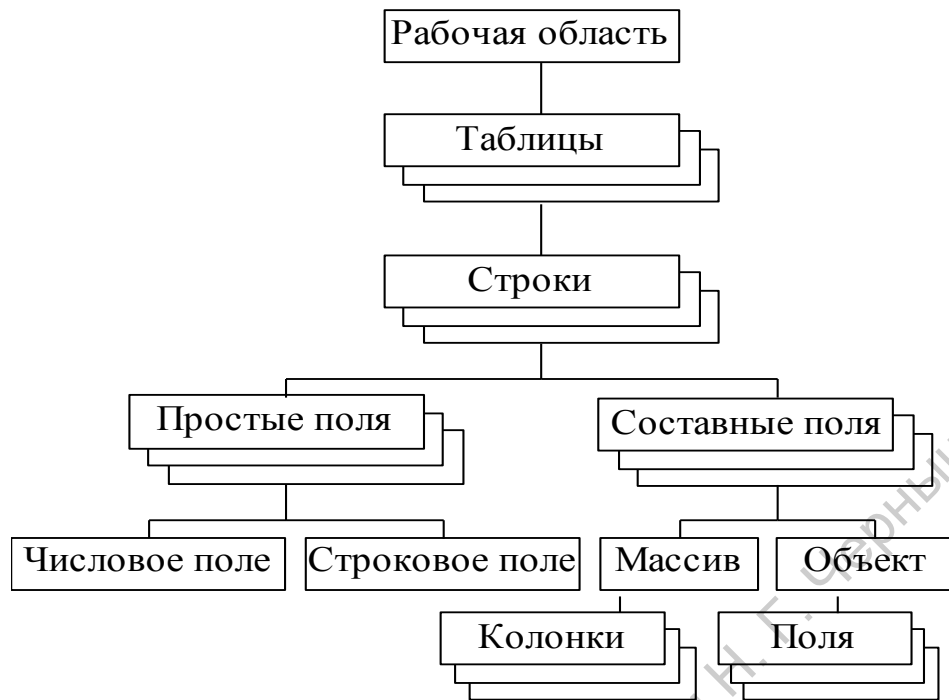 Рабочая область
Таблицы
Строки
Простые поля
Составные поля
Числовое поле
Строковое поле
Массив
Объект
Колонки
Поля
Н. Г.